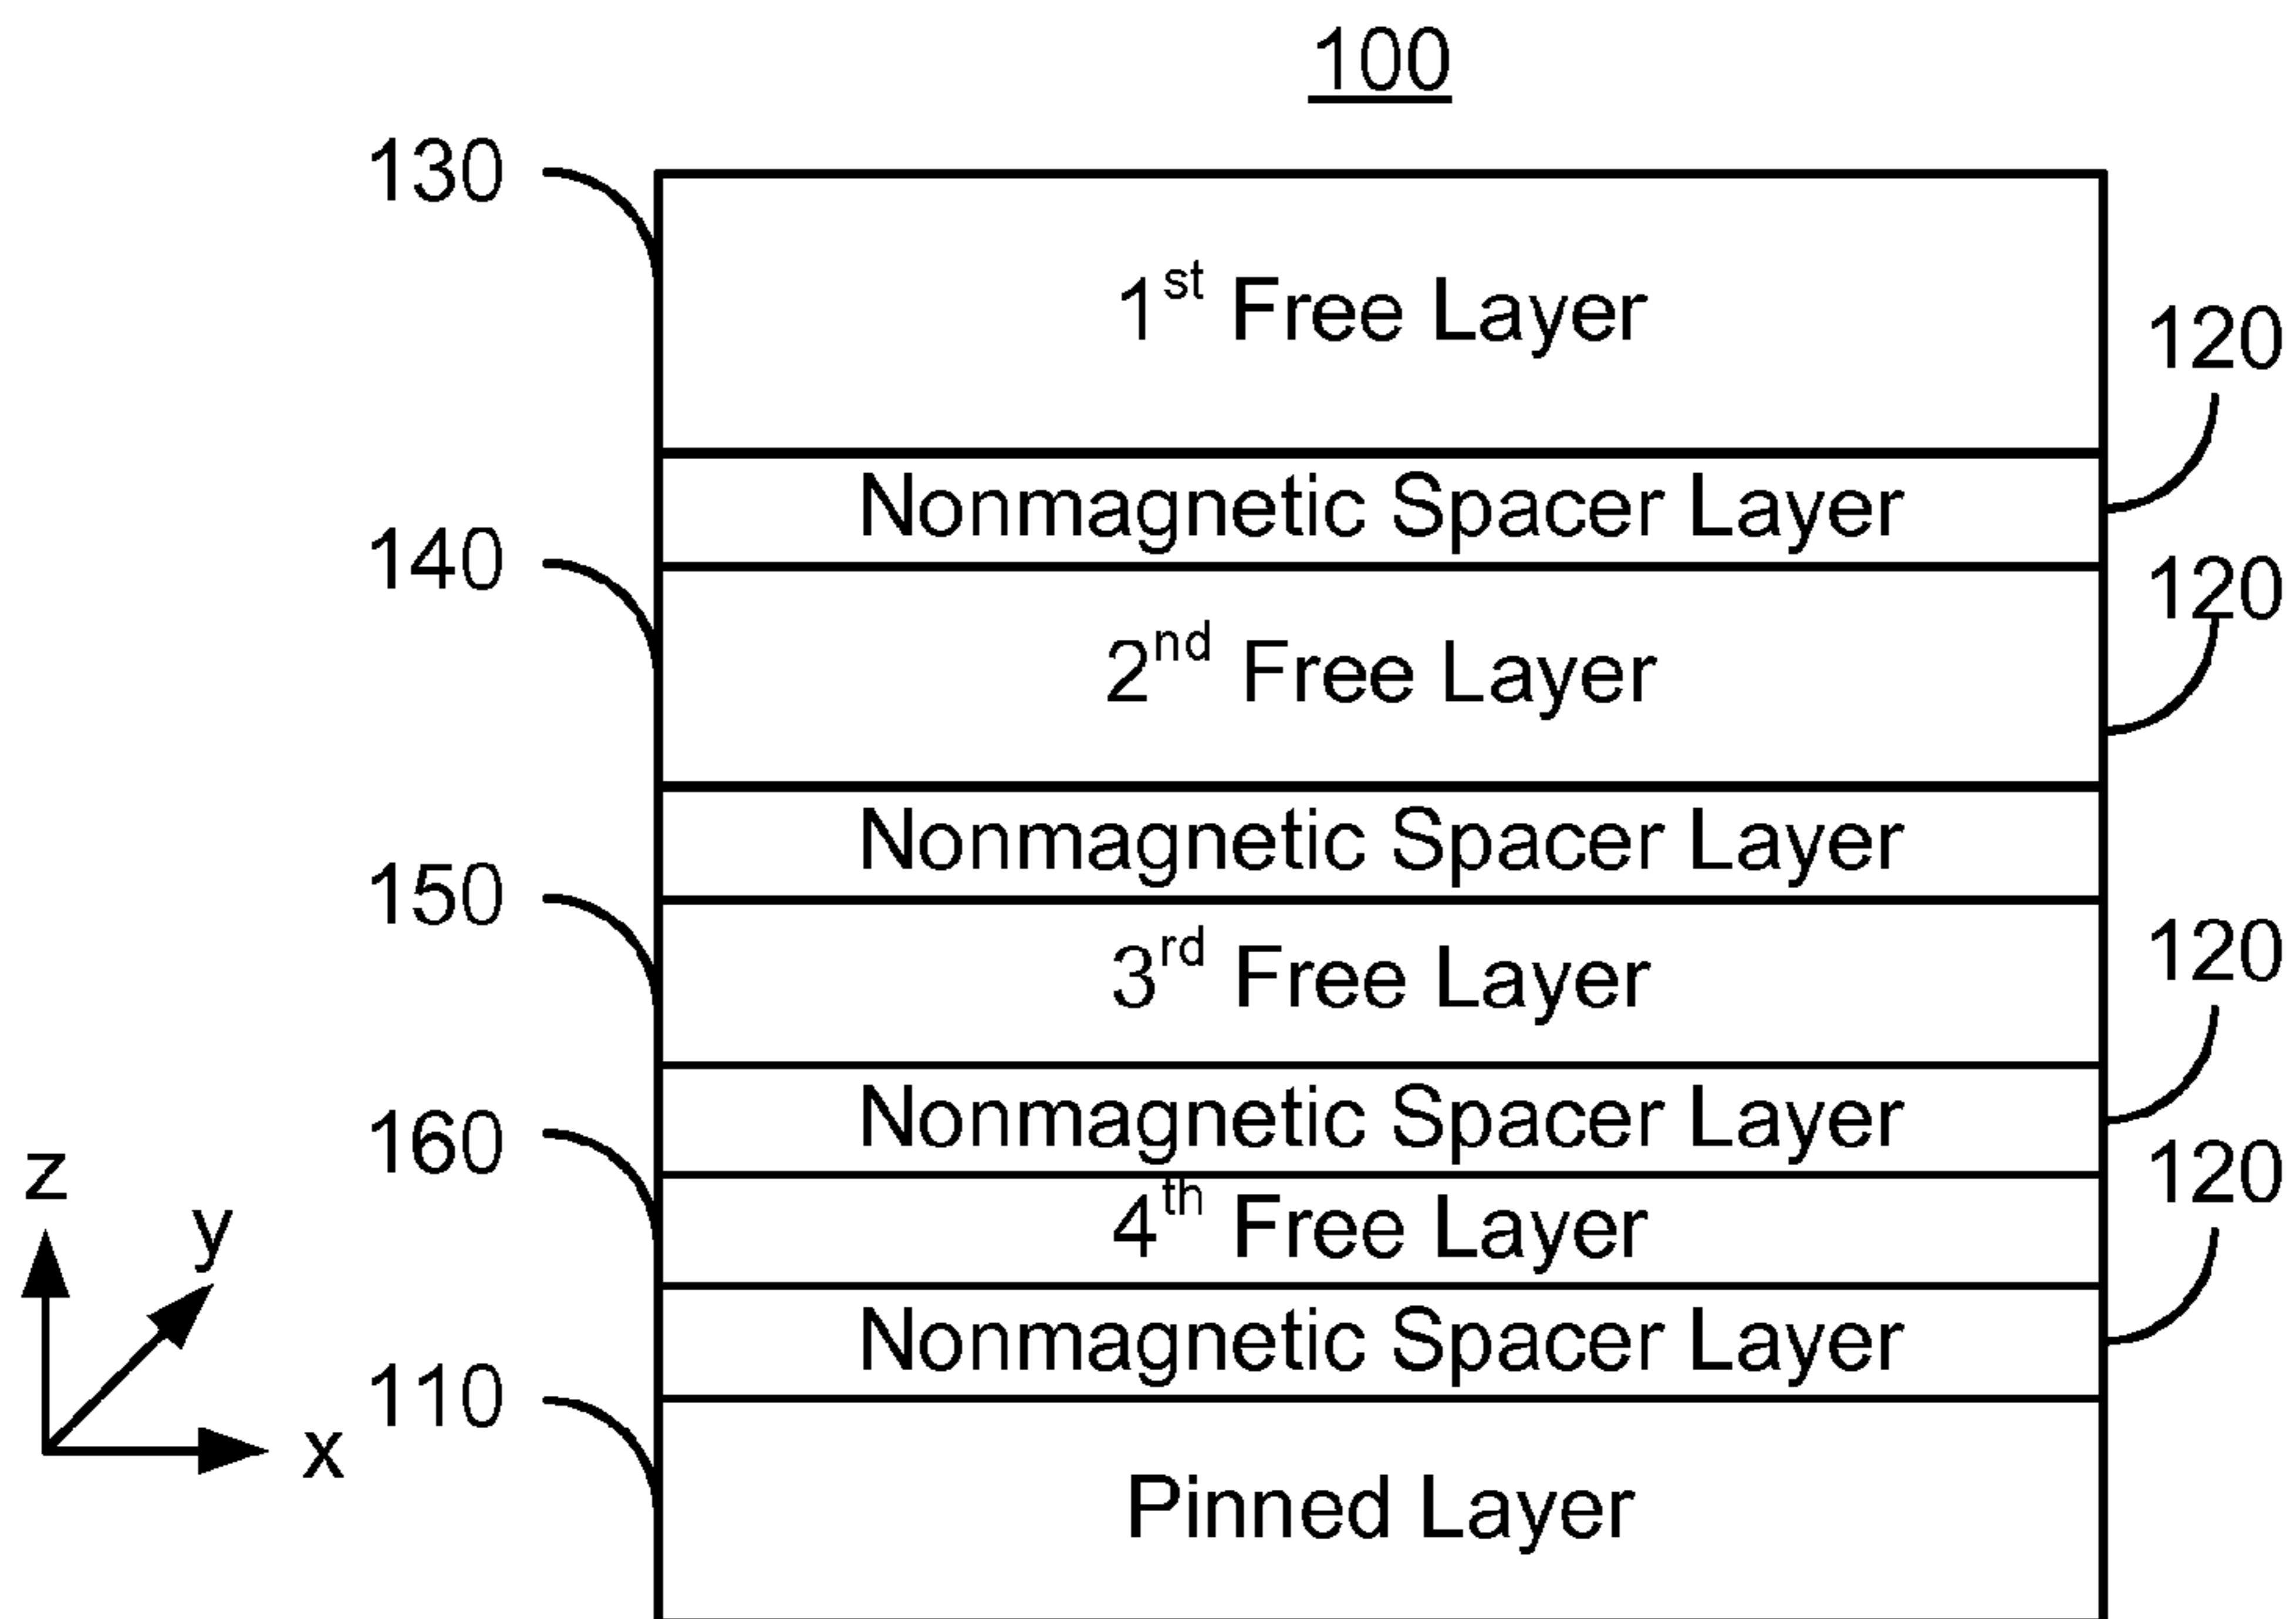 100
130
1st Free Layer
120
Nonmagnetic Spacer Layer
140
120
2nd Free Layer
Nonmagnetic Spacer Layer
150
3rd Free Layer
120
Nonmagnetic Spacer Layer
160
120
4th Free Layer
Nonmagnetic Spacer Layer
110
Pinned Layer
z
y
x